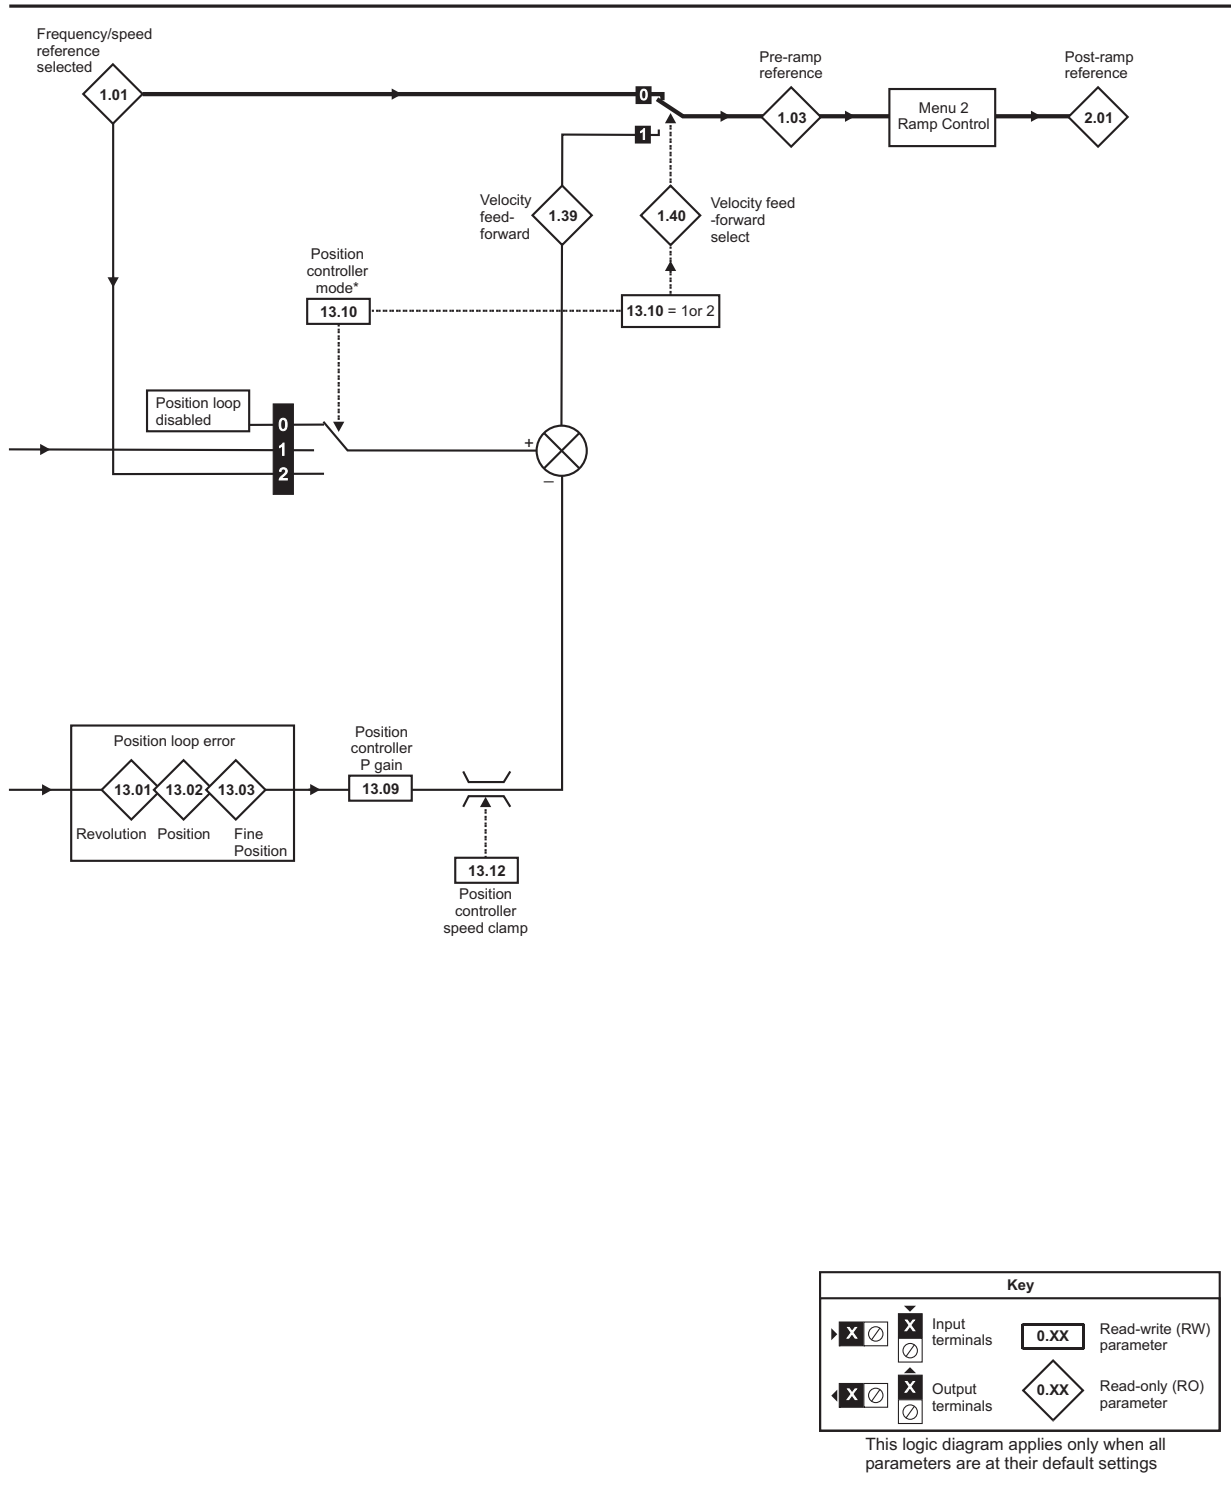 Frequency/speed
reference
selected
1.01
0
1
Pre-ramp
reference
1.03
Menu 2
Ramp Control
Post-ramp
reference
2.01
Velocity
feed-
forward
1.39
1.40
Velocity feed
-forward
select
Position
controller
mode*
13.10
13.10 = 1or 2
Position loop
disabled
0
1
2
+
–
Position loop error
13.01
13.02
13.03
Revolution
Position
Fine
Position
Position
controller
P gain
13.09
13.12
Position
controller
speed clamp
Key
X
X
Input
terminals
0.XX
Read-write (RW)
parameter
X
X
Output
terminals
0.XX
Read-only (RO)
parameter
This logic diagram applies only when all
parameters are at their default settings